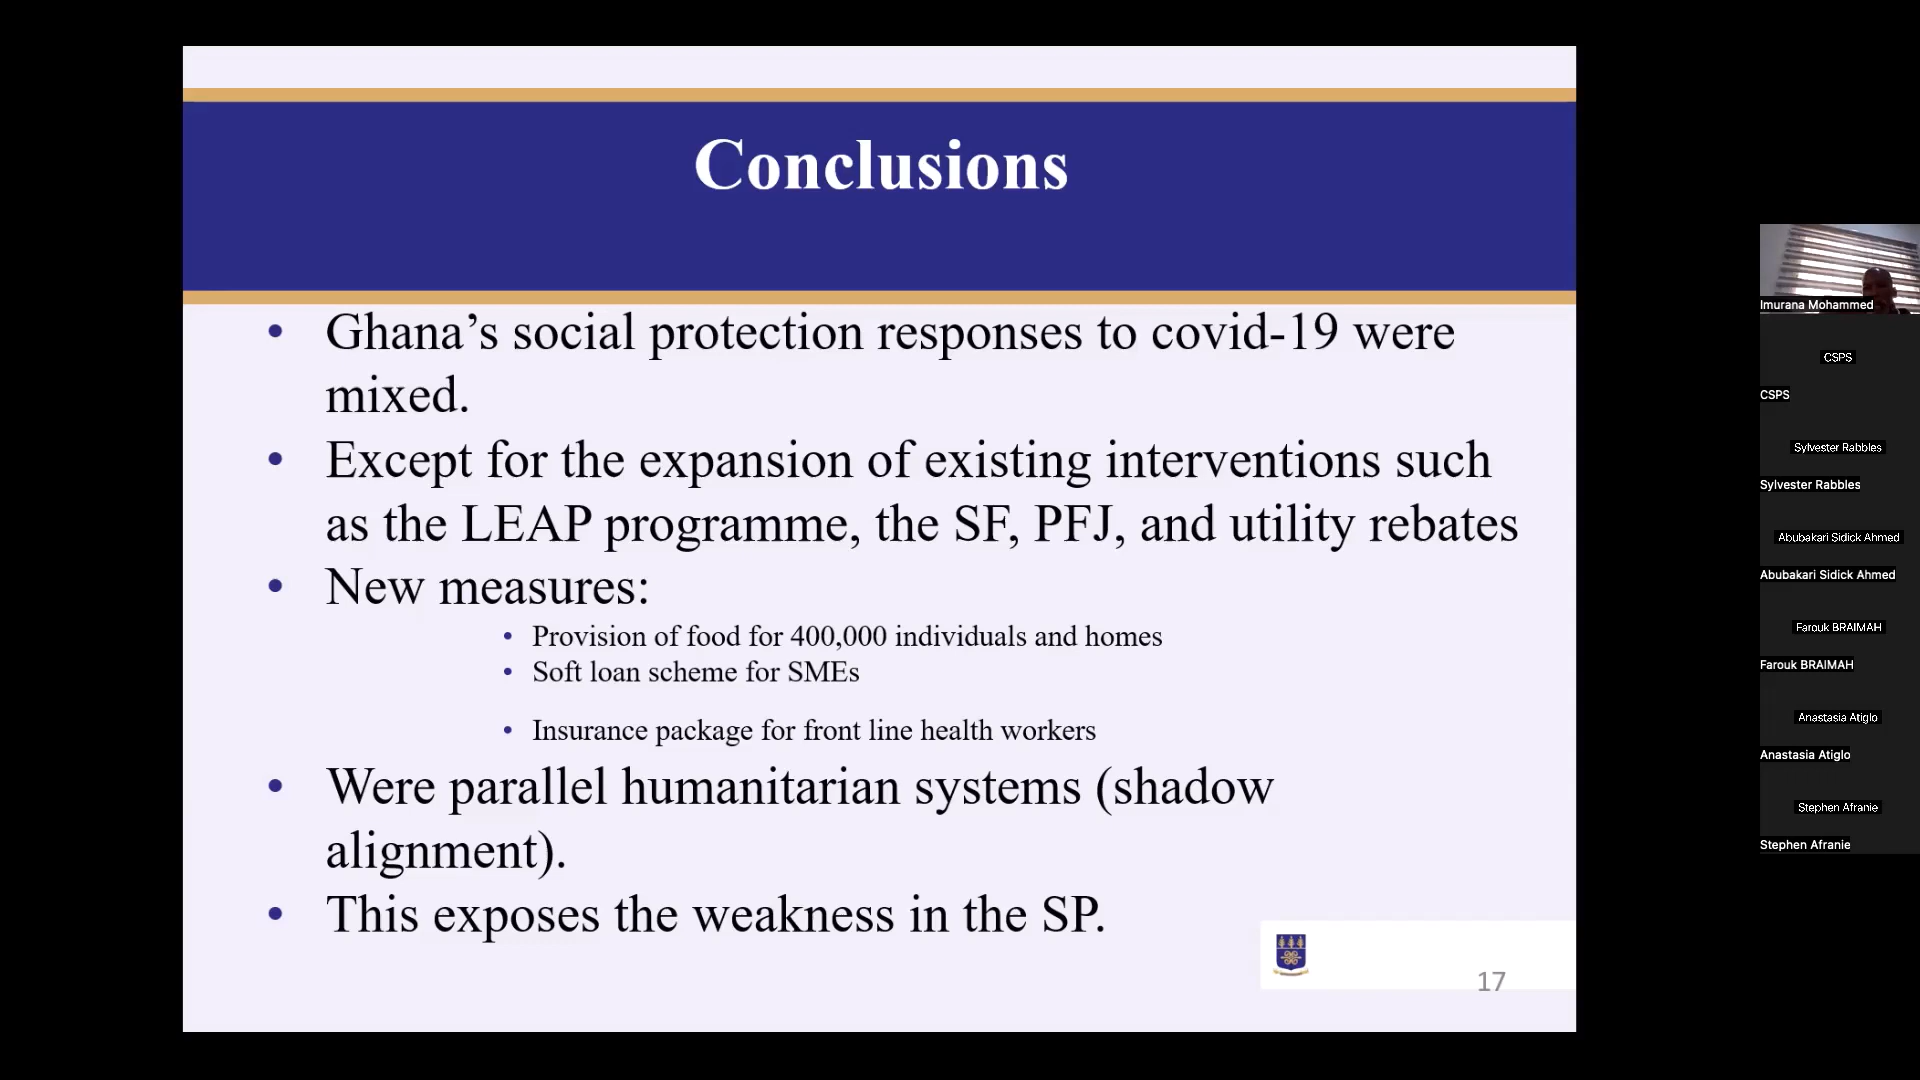 Conclusions
• Ghana’s social protection responses to covid-19 were
mixed.
• Except for the expansion of existing interventions such
as the LEAP programme, the SF, PFJ, and utility rebates
• New measures:
• Provision of food for 400,000 individuals and homes
• Soft loan scheme for SMEs
• Insurance package for front line health workers
• Were parallel humanitarian systems (shadow
alignment).
• This exposes the weakness in the SP.
17
Imurana Mohammed
CSPS
CSPS
Sylvester Rabbles
Sylvester Rabbles
Abubakari Sidick Ahmed
Abubakari Sidick Ahmed
Farouk BRAIMAH
Farouk BRAIMAH
Anastasia Atiglo
Anastasia Atiglo
Stephen Afranie
Stephen Afranie